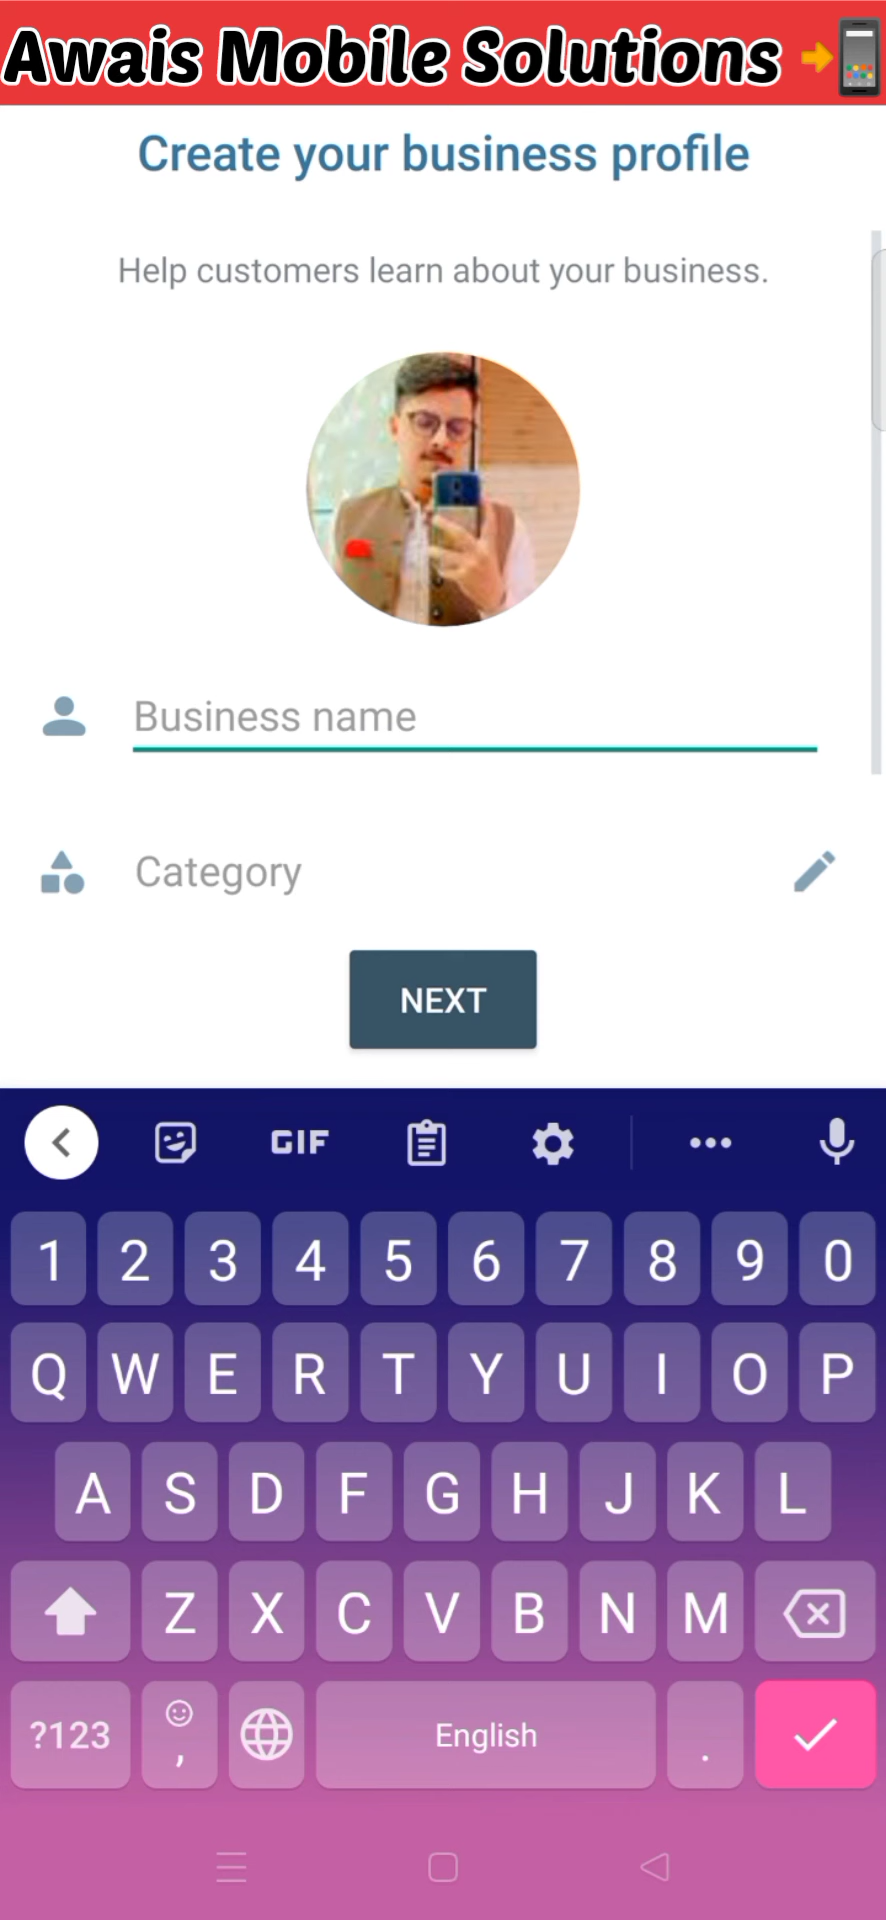 Awais Mobile Solutions
Create your business profile
Help customers learn about your business.
Business name
Category
NEXT
GIF
1 2 3 4 5 6 7 8 9 0
Q W E R T Y U I O P
A S D F G H J K L
Z X C V B N M
?123 , English .